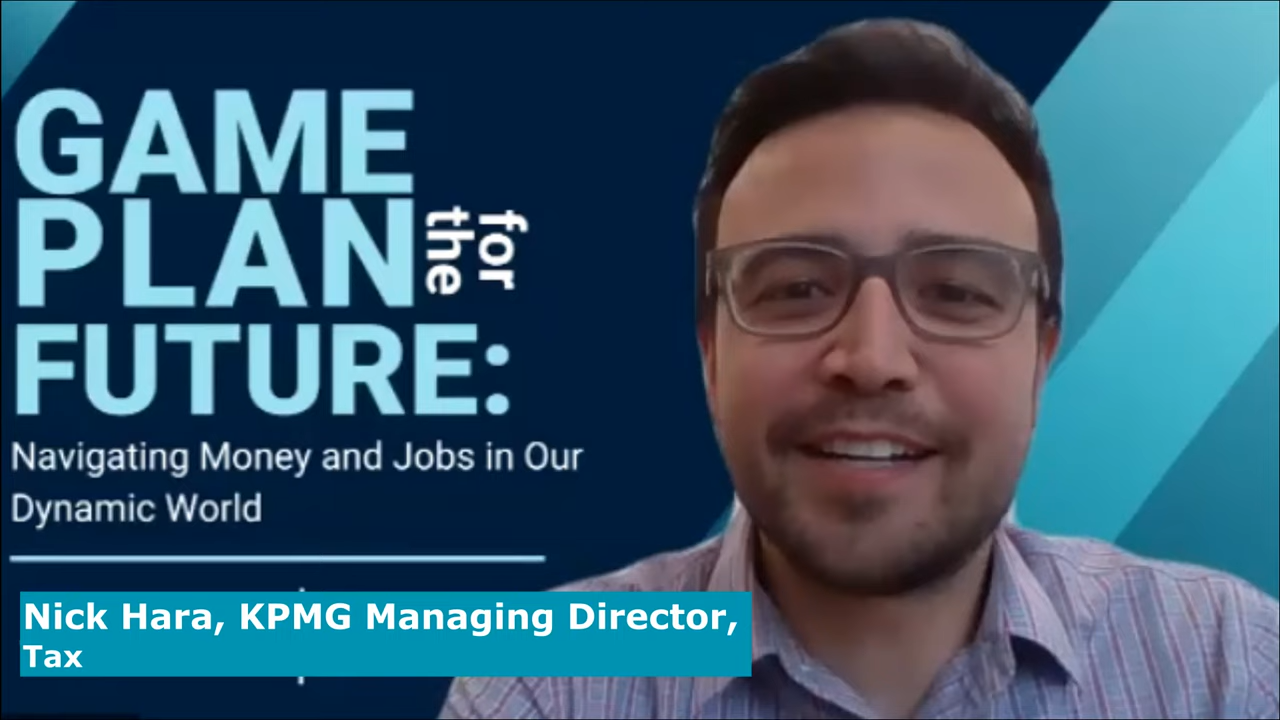 GAME
PLAN for the
FUTURE:
Navigating Money and Jobs in Our
Dynamic World
Nick Hara, KPMG Managing Director,
Tax